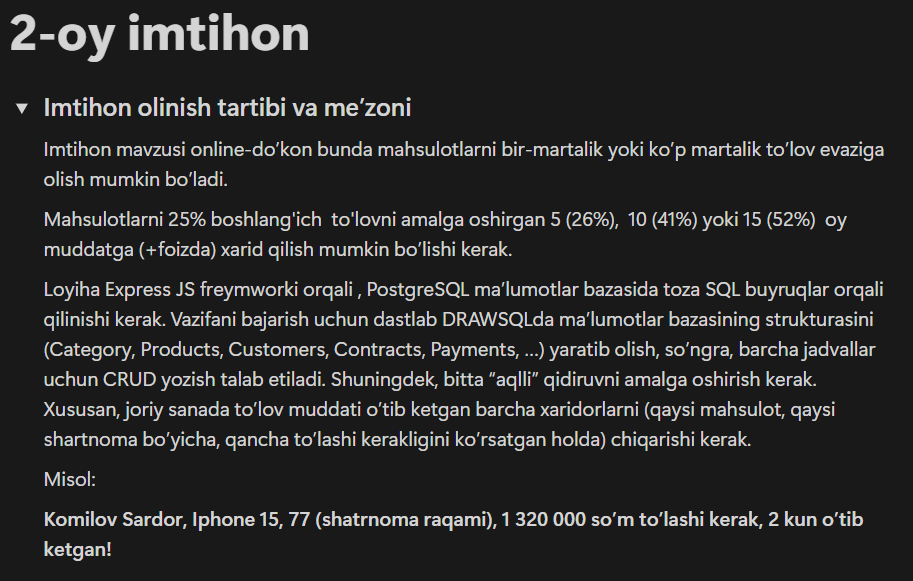 2-oy imtihon
Imtihon olinish tartibi va me’zoni
Imtihon mavzusi online-do’kon bunda mahsulotlarni bir-martalik yoki ko’p martalik to’lov evaziga
olish mumkin bo’ladi.
Mahsulotlarni 25% boshlang'ich  to'lovni amalga oshirgan 5 (26%),  10 (41%) yoki 15 (52%)  oy
muddatga (+foizda) xarid qilish mumkin bo’lishi kerak.
Loyiha Express JS freymworki orqali , PostgreSQL ma’lumotlar bazasida toza SQL buyruqlar orqali
qilinishi kerak. Vazifani bajarish uchun dastlab DRAWSQLda ma’lumotlar bazasining strukturasini
(Category, Products, Customers, Contracts, Payments, ...) yaratib olish, so’ngra, barcha jadvallar
uchun CRUD yozish talab etiladi. Shuningdek, bitta “aqlli” qidiruvni amalga oshirish kerak.
Xususan, joriy sanada to’lov muddati o’tib ketgan barcha xaridorlarni (qaysi mahsulot, qaysi
shartnoma bo’yicha, qancha to’lashi kerakligini ko’rsatgan holda) chiqarishi kerak.
Misol:
Komilov Sardor, Iphone 15, 77 (shatrnoma raqami), 1 320 000 so’m to’lashi kerak, 2 kun o’tib
ketgan!